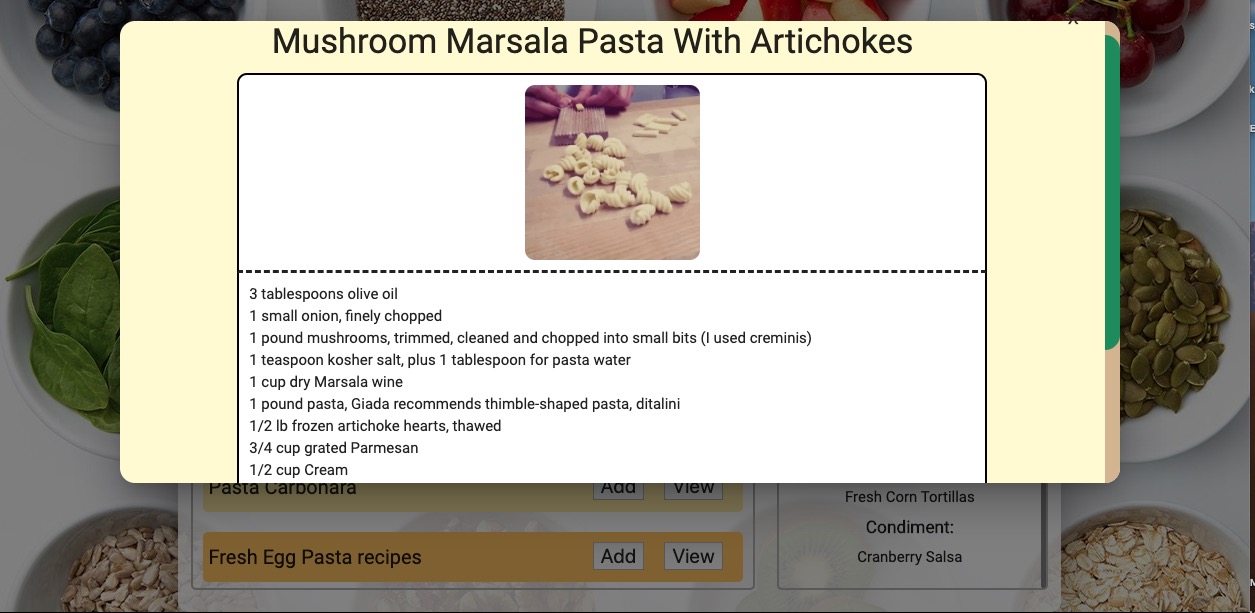 Mushroom Marsala Pasta With Artichokes
3 tablespoons olive oil
1 small onion, finely chopped
1 pound mushrooms, trimmed, cleaned and chopped into small bits (I used creminis)
1 teaspoon kosher salt, plus 1 tablespoon for pasta water
1 cup dry Marsala wine
1 pound pasta, Giada recommends thimble-shaped pasta, ditalini
1/2 lb frozen artichoke hearts, thawed
3/4 cup grated Parmesan
1/2 cup Cream
Pasta Carbonara Add View
Fresh Egg Pasta recipes Add View
Fresh Corn Tortillas
Condiment:
Cranberry Salsa